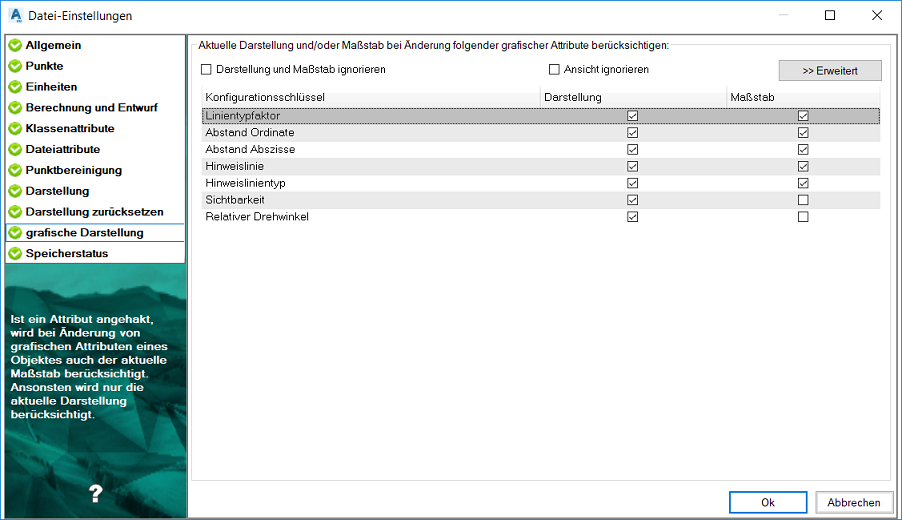 Datei-Einstellungen
Allgemein
Punkte
Einheiten
Berechnung und Entwurf
Klassenattribute
Dateiattribute
Punktbereinigung
Darstellung
Darstellung zurücksetzen
grafische Darstellung
Speicherstatus
Ist ein Attribut angehakt,
wird bei Änderung von
grafischen Attributen eines
Objektes auch der aktuelle
Maßstab berücksichtigt.
Ansonsten wird nur die
aktuelle Darstellung
berücksichtigt.
?
Aktuelle Darstellung und/oder Maßstab bei Änderung folgender grafischer Attribute berücksichtigen:
Darstellung und Maßstab ignorieren Ansicht ignorieren >> Erweitert
Konfigurationsschlüssel Darstellung Maßstab
Linientypfaktor
Abstand Ordinate
Abstand Abszisse
Hinweislinie
Hinweislinientyp
Sichtbarkeit
Relativer Drehwinkel
Ok Abbrechen